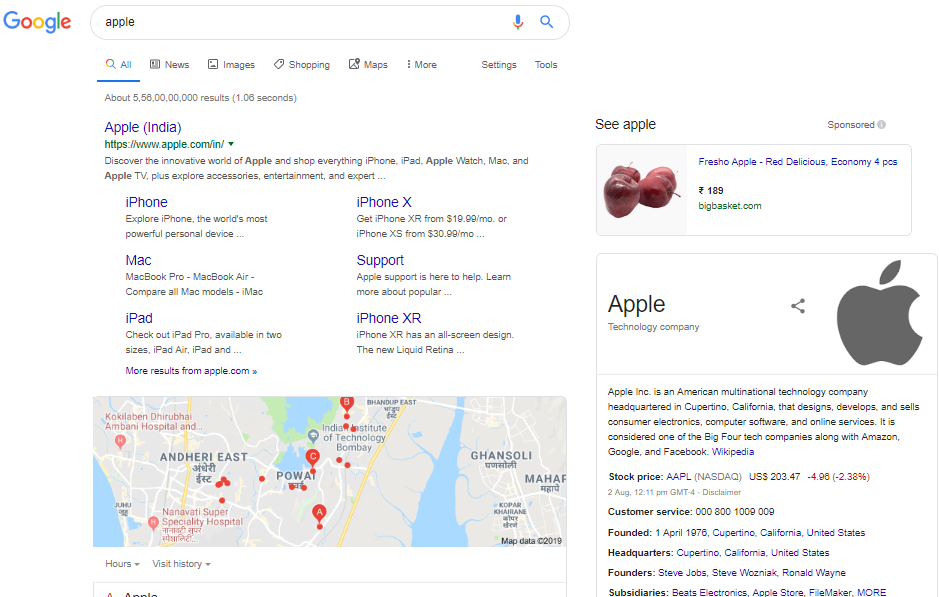 Google
apple
All
News
Images
Shopping
Maps
More
Settings
Tools
About 5,56,00,00,000 results (1.06 seconds)
Apple (India)
https://www.apple.com/in/
Discover the innovative world of Apple and shop everything iPhone, iPad, Apple Watch, Mac, and
Apple TV, plus explore accessories, entertainment, and expert ...
iPhone
Explore iPhone, the world's most
powerful personal device ...
iPhone X
Get iPhone XR from $19.99/mo. or
iPhone XS from $30.99/mo ...
Mac
MacBook Pro - MacBook Air -
Compare all Mac models - iMac
Support
Apple support is here to help. Learn
more about popular ...
iPad
Check out iPad Pro, available in two
sizes, iPad Air, iPad and ...
iPhone XR
iPhone XR has an all-screen design.
The new Liquid Retina ...
More results from apple.com »
Kokilaben Dhirubhai
Ambani Hospital and...
H
ANDHERI EAST
अंधेरी
ईस्ट
JUHU
जुहू
H
Nanavati Super
Speciality Hospital
नानावटी सुपर
स्पेशालिटी...
B
BHANDUP EAST
भांडुप
ईस्ट
Indian Institute
of Technology
Bombay
C
POWAI
पवई
A
GHANSOLI
घणसोली
MAHAP
महापे
KOPAR
KHAIRANE
कोपर
खैरणे
Map data ©2019
Hours
Visit history
A
Apple
See apple
Sponsored
Fresho Apple - Red Delicious, Economy 4 pcs
₹ 189
bigbasket.com
Apple
Technology company
Apple Inc. is an American multinational technology company
headquartered in Cupertino, California, that designs, develops, and sells
consumer electronics, computer software, and online services. It is
considered one of the Big Four tech companies along with Amazon,
Google, and Facebook. Wikipedia
Stock price: AAPL (NASDAQ) US$ 203.47 -4.96 (-2.38%)
2 Aug, 12:11 pm GMT-4 - Disclaimer
Customer service: 000 800 1009 009
Founded: 1 April 1976, Cupertino, California, United States
Headquarters: Cupertino, California, United States
Founders: Steve Jobs, Steve Wozniak, Ronald Wayne
Subsidiaries: Beats Electronics, Apple Store, FileMaker, MORE